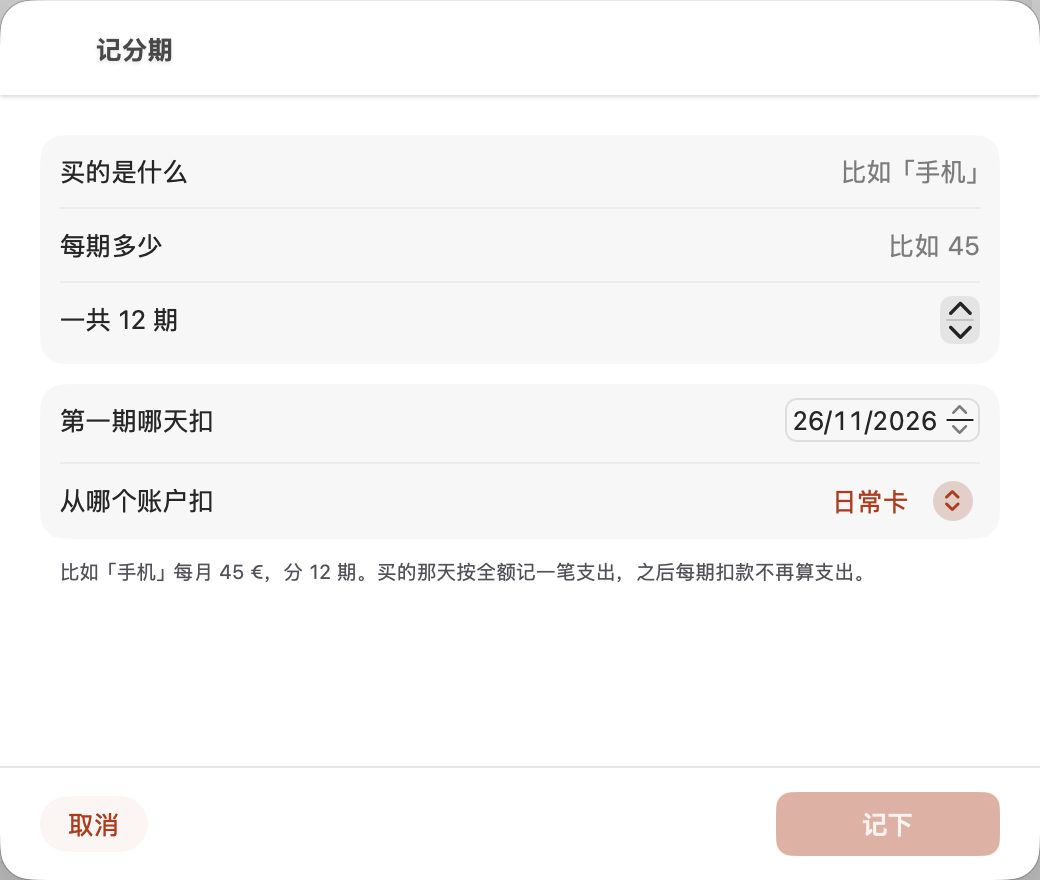 记分期
买的是什么 比如「手机」
每期多少 比如 45
一共 12 期
第一期哪天扣 26/11/2026
从哪个账户扣 日常卡
比如「手机」每月 45 €，分 12 期。买的那天按全额记一笔支出，之后每期扣款不再算支出。
取消 记下